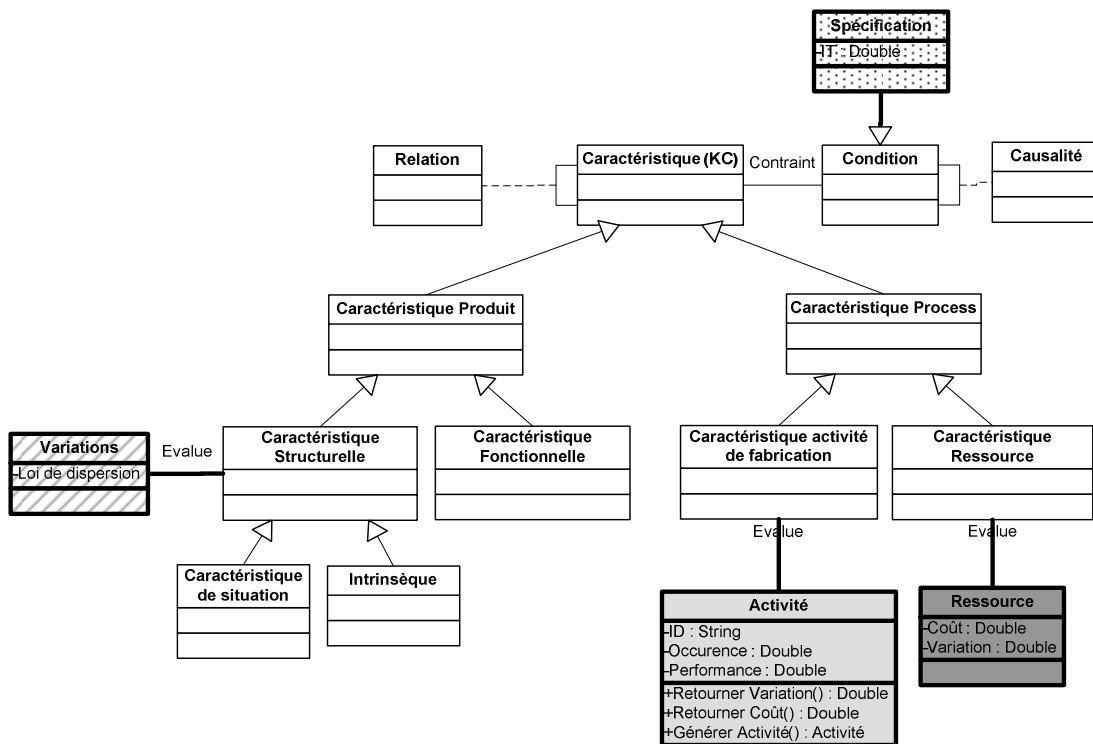 Spécification
-IT : Double
Relation
Caractéristique (KC)
Contraint
Condition
Causalité
Caractéristique Produit
Caractéristique Process
Variations
-Loi de dispersion
Evalue
Caractéristique
Structurelle
Caractéristique
Fonctionnelle
Caractéristique activité
de fabrication
Caractéristique
Ressource
Evalue
Evalue
Caractéristique
de situation
Intrinsèque
Activité
-ID : String
-Occurence : Double
-Performance : Double
+Retourner Variation() : Double
+Retourner Coût() : Double
+Générer Activité() : Activité
Ressource
-Coût : Double
-Variation : Double